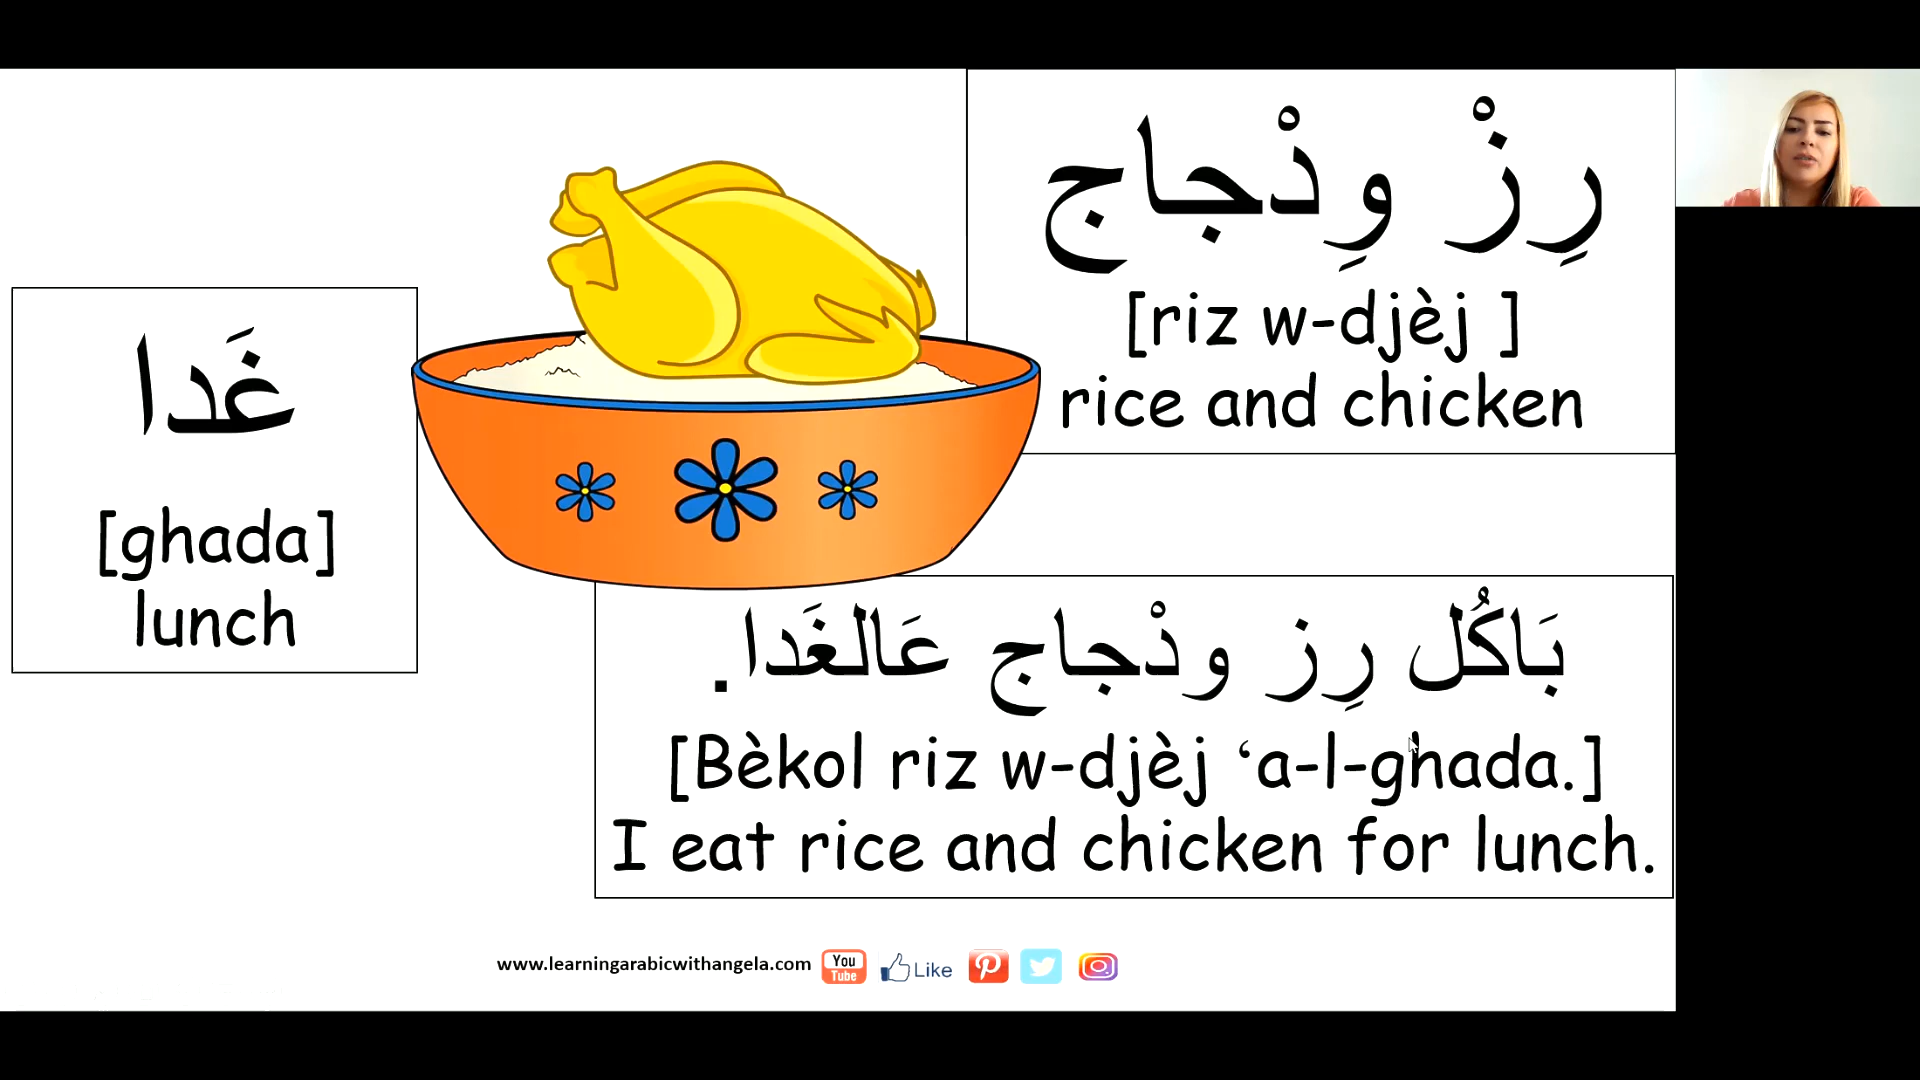 رِزْ وِدْجاج
[riz w-djèj ]
rice and chicken
غَدا
[ghada]
lunch
بَاكُل رِز ودْجاج عَالغَدا.
[Bèkol riz w-djèj ‘a-l-ghada.]
I eat rice and chicken for lunch.
www.learningarabicwithangela.com
You
Tube
Like